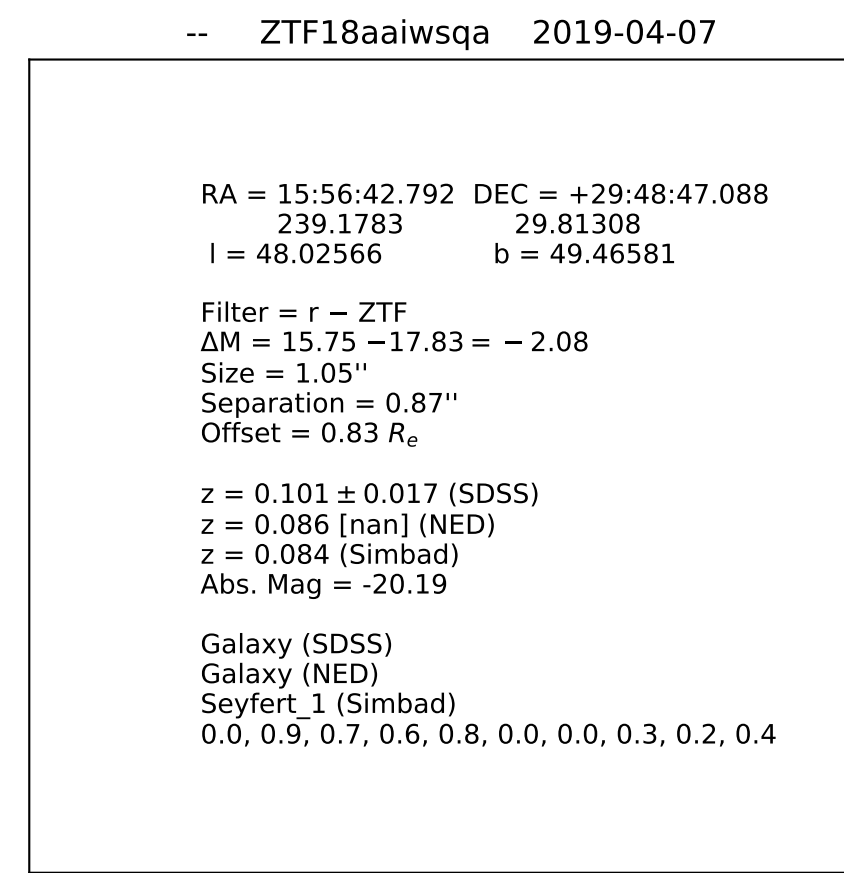 -- ZTF18aaiwsqa 2019-04-07
RA = 15:56:42.792 DEC = +29:48:47.088
239.1783 29.81308
l = 48.02566 b = 49.46581
Filter = r − ZTF
ΔM = 15.75 −17.83 = − 2.08
Size = 1.05''
Separation = 0.87''
Offset = 0.83 Rₑ
z = 0.101 ± 0.017 (SDSS)
z = 0.086 [nan] (NED)
z = 0.084 (Simbad)
Abs. Mag = -20.19
Galaxy (SDSS)
Galaxy (NED)
Seyfert_1 (Simbad)
0.0, 0.9, 0.7, 0.6, 0.8, 0.0, 0.0, 0.3, 0.2, 0.4